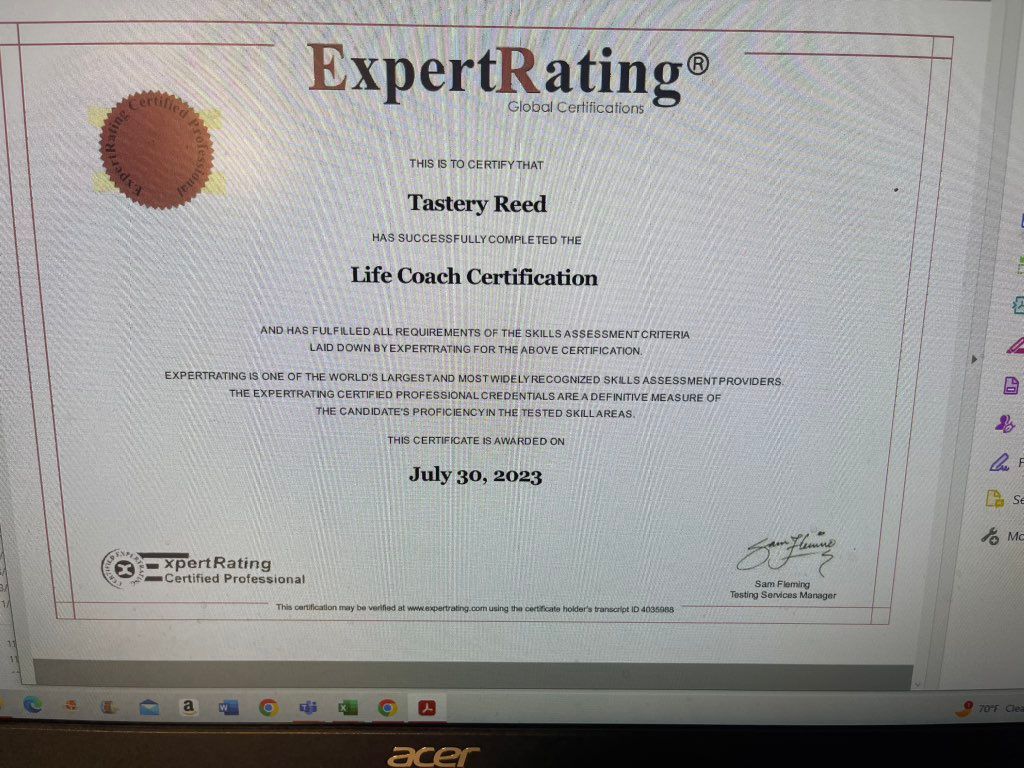 ExpertRating®
Global Certifications
ExpertRating Certified Professional
THIS IS TO CERTIFY THAT
Tastery Reed
HAS SUCCESSFULLY COMPLETED THE
Life Coach Certification
AND HAS FULFILLED ALL REQUIREMENTS OF THE SKILLS ASSESSMENT CRITERIA
LAID DOWN BY EXPERTRATING FOR THE ABOVE CERTIFICATION.
EXPERTRATING IS ONE OF THE WORLD'S LARGEST AND MOST WIDELY RECOGNIZED SKILLS ASSESSMENT PROVIDERS.
THE EXPERTRATING CERTIFIED PROFESSIONAL CREDENTIALS ARE A DEFINITIVE MEASURE OF
THE CANDIDATE'S PROFICIENCY IN THE TESTED SKILL AREAS.
THIS CERTIFICATE IS AWARDED ON
July 30, 2023
ExpertRating
Certified Professional
Sam Fleming
Sam Fleming
Testing Services Manager
This certification may be verified at www.expertrating.com using the certificate holder's transcript ID 4035988
Se
Mo
70°F Clea
acer